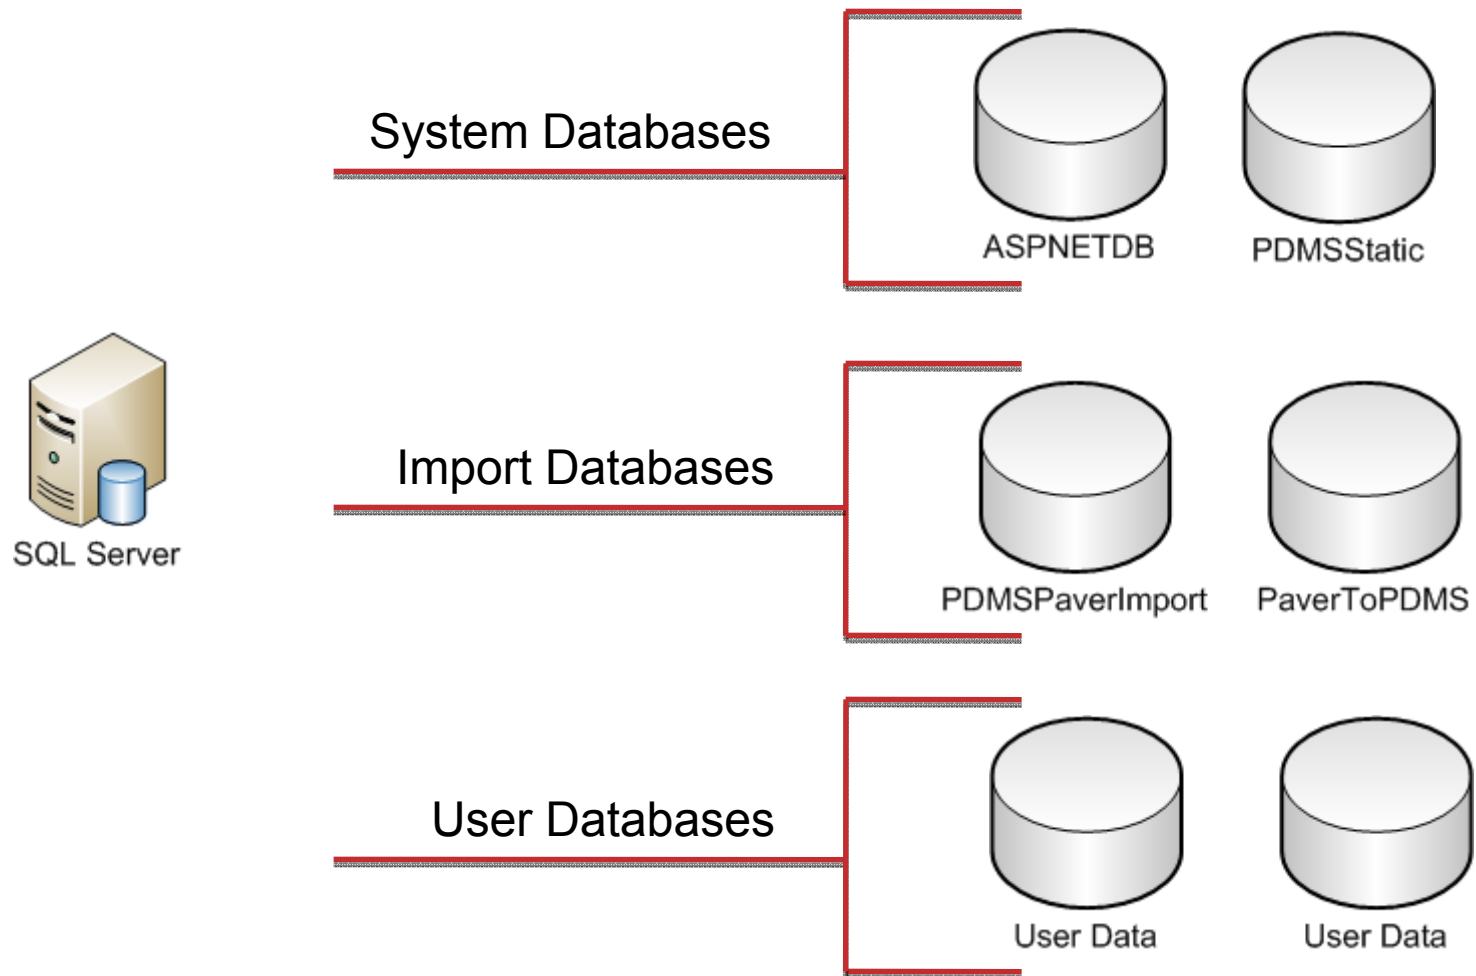 System Databases
ASPNETDB
PDMSStatic
SQL Server
Import Databases
PDMSPaverImport
PaverToPDMS
User Databases
User Data
User Data